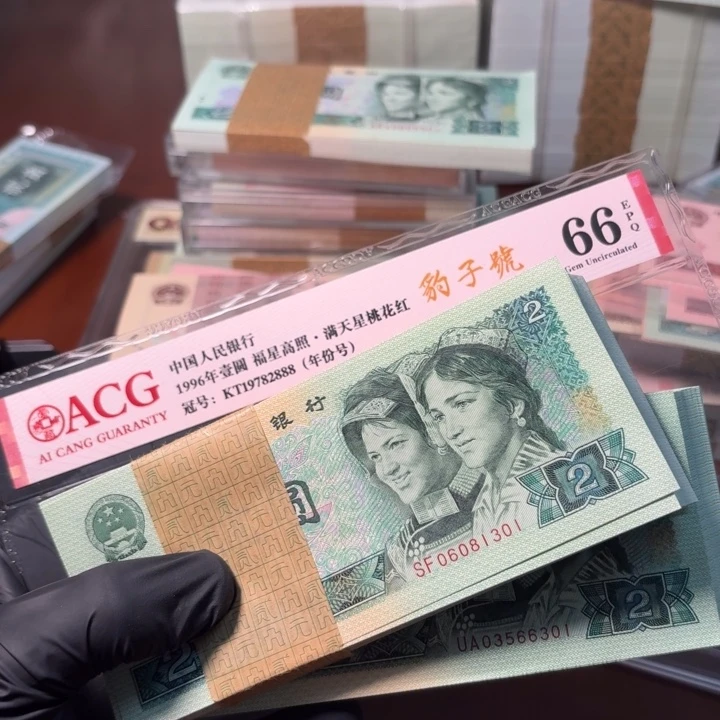 66
EPQ
Gem Uncirculated
豹子號
ACG
AI CANG GUARANTY
中国人民银行
1996年壹圆 福星高照·满天星桃花红
冠号：KT19782888（年份号）
银行
圆
2
2
SF06081301
2
UA03566301
2